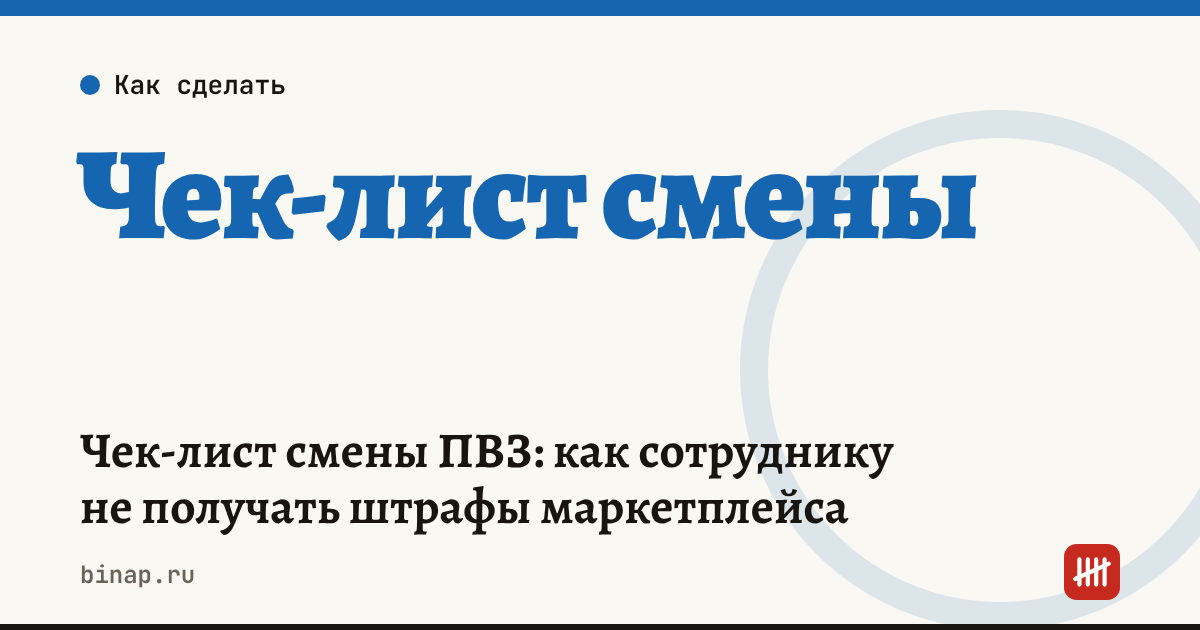 Как сделать
Чек-лист смены
Чек-лист смены ПВЗ: как сотруднику
не получать штрафы маркетплейса
binap.ru